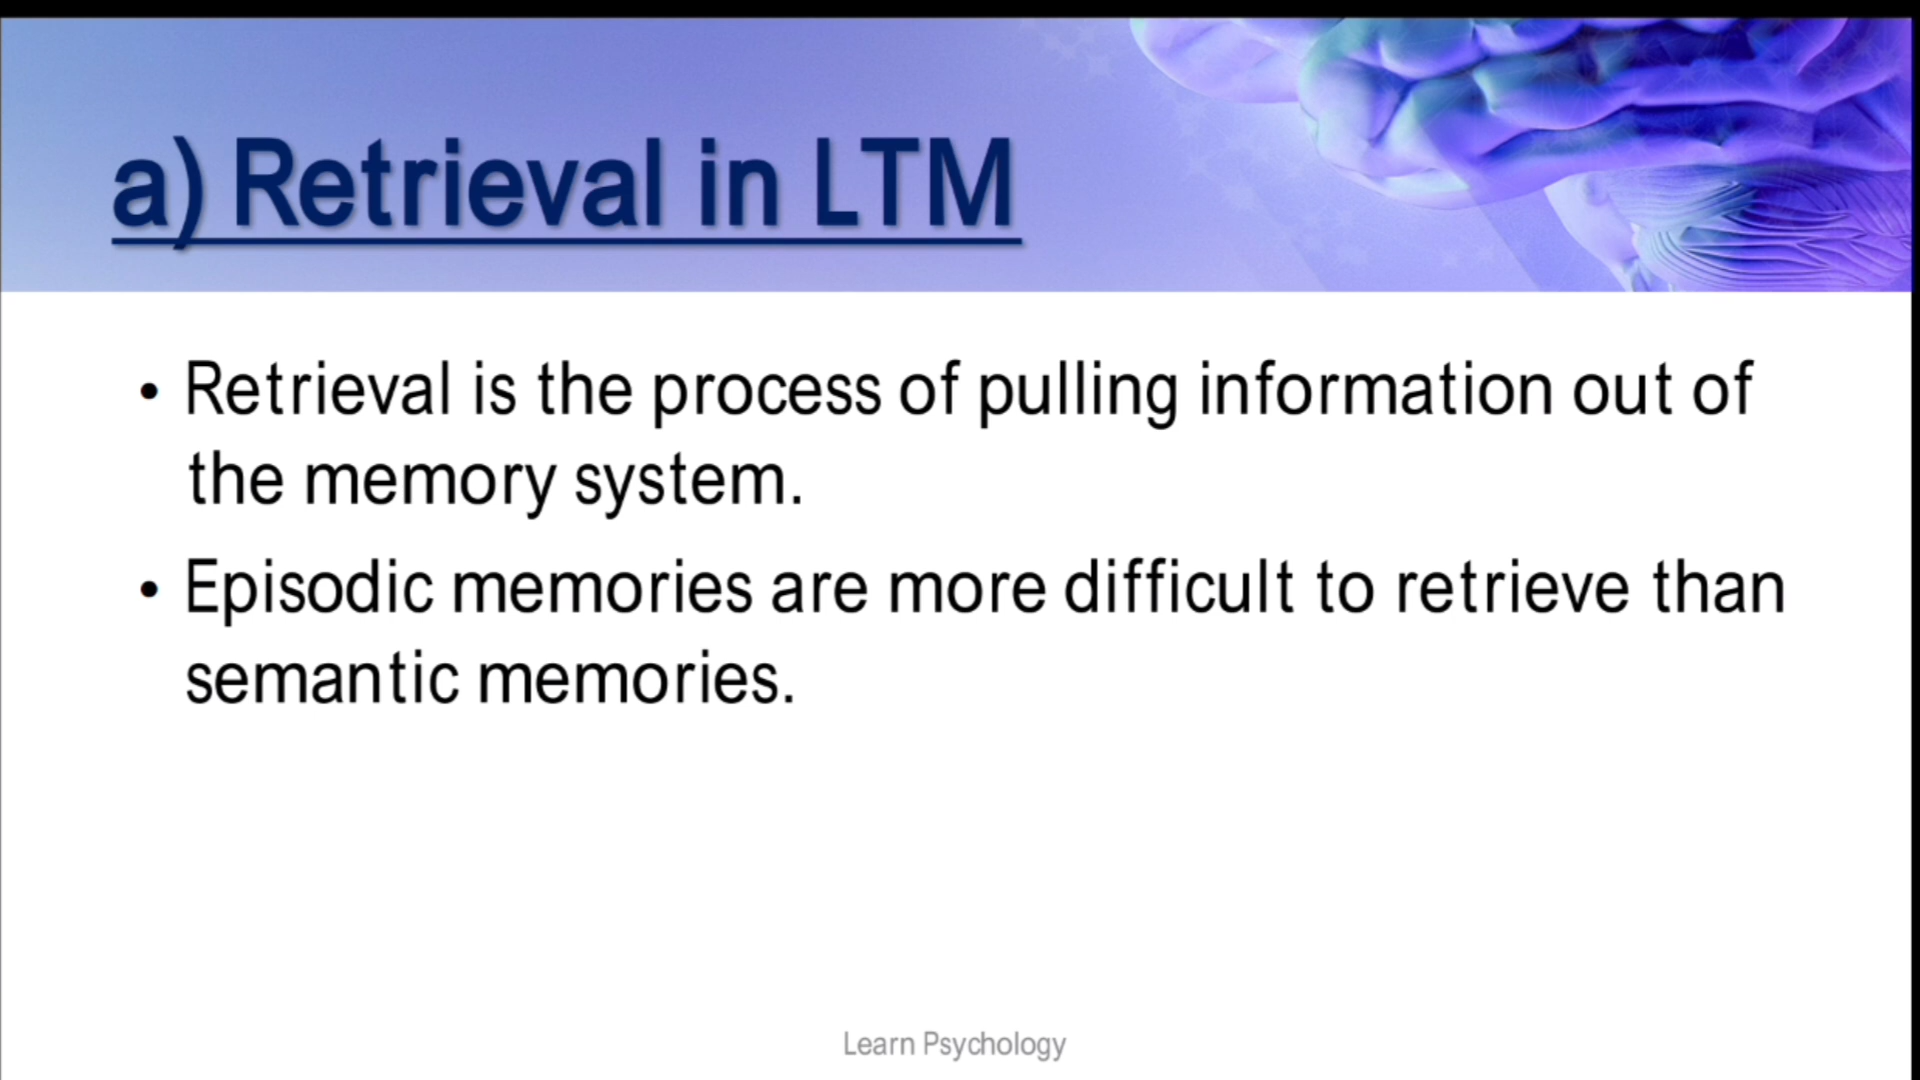 a) Retrieval in LTM
• Retrieval is the process of pulling information out of
the memory system.
• Episodic memories are more difficult to retrieve than
semantic memories.
Learn Psychology